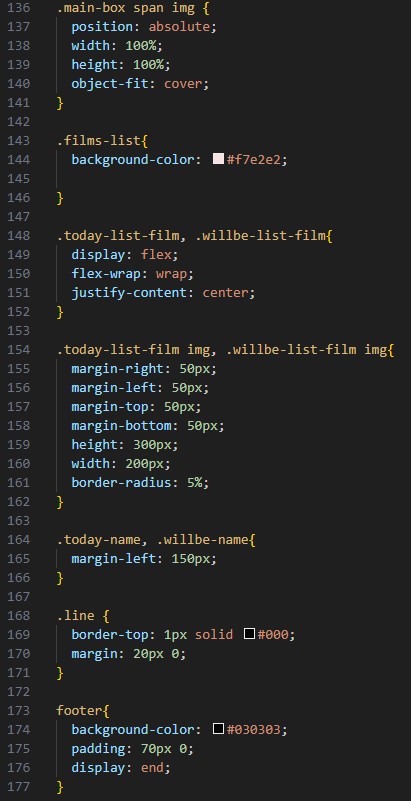 136 .main-box span img {
137 position: absolute;
138 width: 100%;
139 height: 100%;
140 object-fit: cover;
141 }
142
143 .films-list{
144 background-color: #f7e2e2;
145
146 }
147
148 .today-list-film, .willbe-list-film{
149 display: flex;
150 flex-wrap: wrap;
151 justify-content: center;
152 }
153
154 .today-list-film img, .willbe-list-film img{
155 margin-right: 50px;
156 margin-left: 50px;
157 margin-top: 50px;
158 margin-bottom: 50px;
159 height: 300px;
160 width: 200px;
161 border-radius: 5%;
162 }
163
164 .today-name, .willbe-name{
165 margin-left: 150px;
166 }
167
168 .line {
169 border-top: 1px solid #000;
170 margin: 20px 0;
171 }
172
173 footer{
174 background-color: #030303;
175 padding: 70px 0;
176 display: end;
177 }